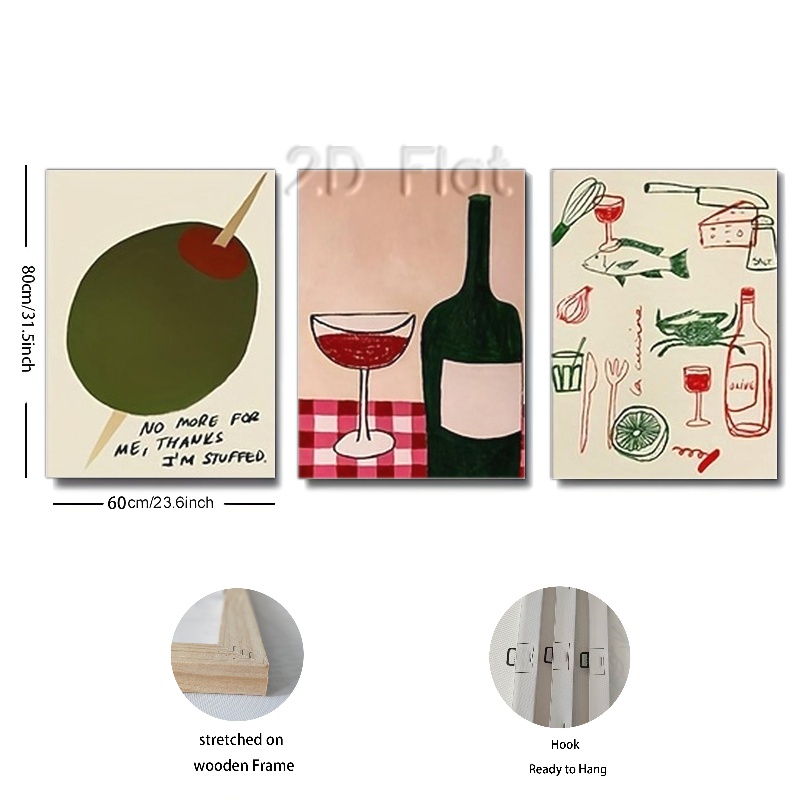 2D Flat
80cm/31.5inch
NO MORE FOR
ME, THANKS
I'M STUFFED.
SALT
la cucina
OLIVE
60cm/23.6inch
stretched on
wooden Frame
Hook
Ready to Hang